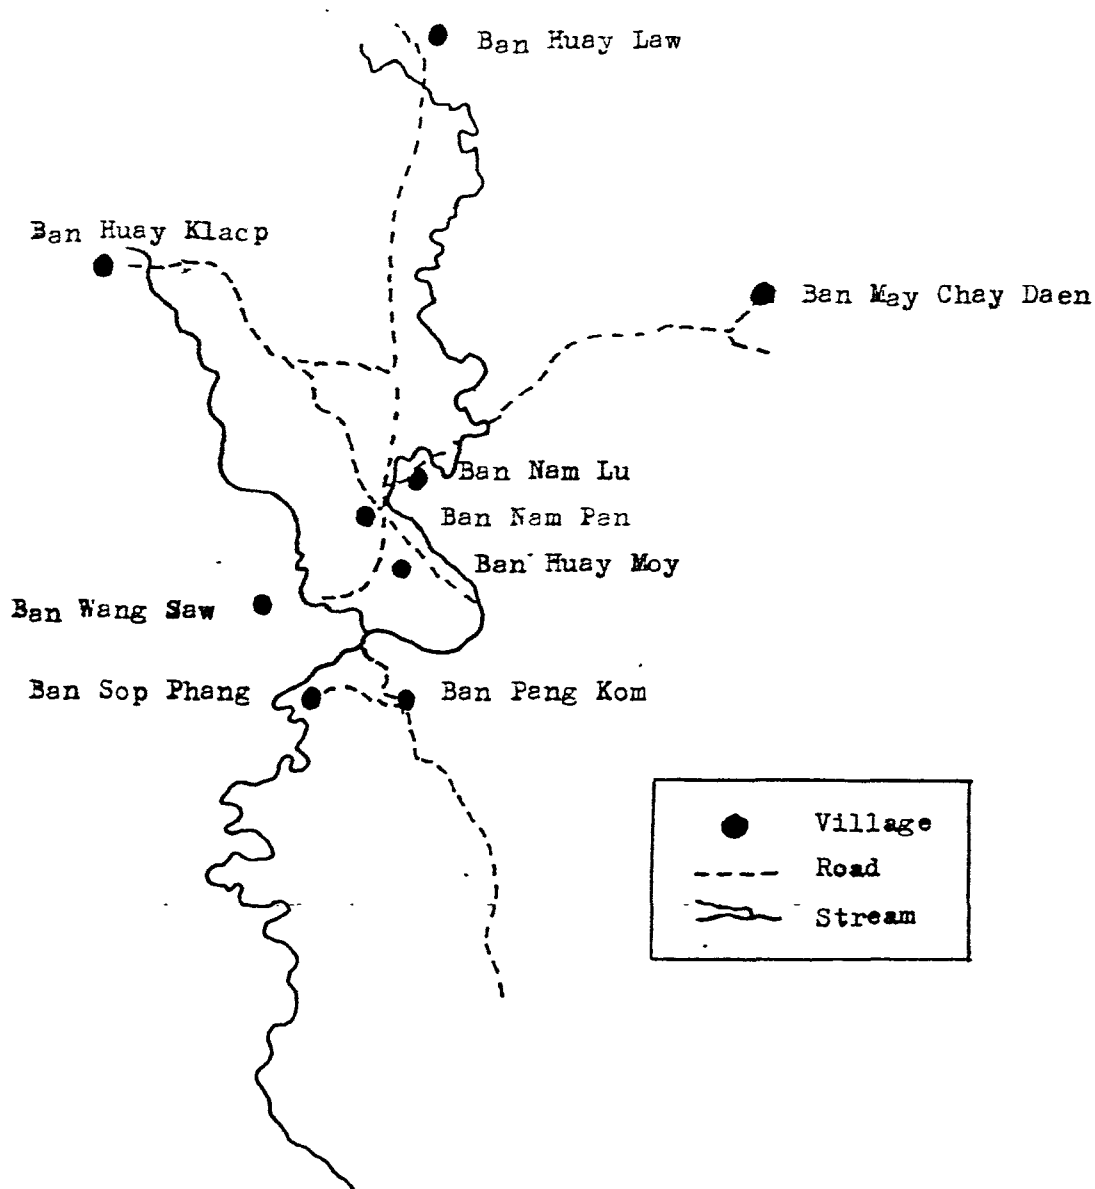 Ban Huay Law
Ban Huay Klacp
Ban May Chay Daen
Ban Nam Lu
Ban Nam Pan
Ban Huay Moy
Ban Wang Saw
Ban Sop Phang
Ban Pang Kom
Village
Road
Stream